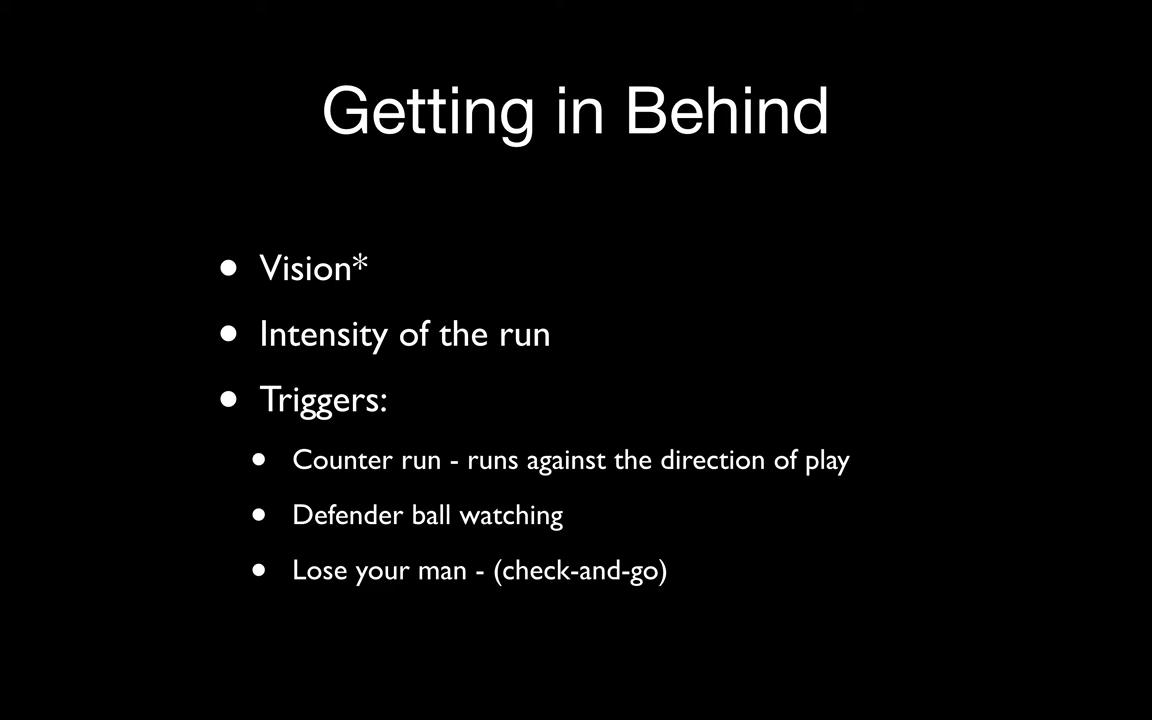 Getting in Behind
• Vision*
• Intensity of the run
• Triggers:
• Counter run - runs against the direction of play
• Defender ball watching
• Lose your man - (check-and-go)